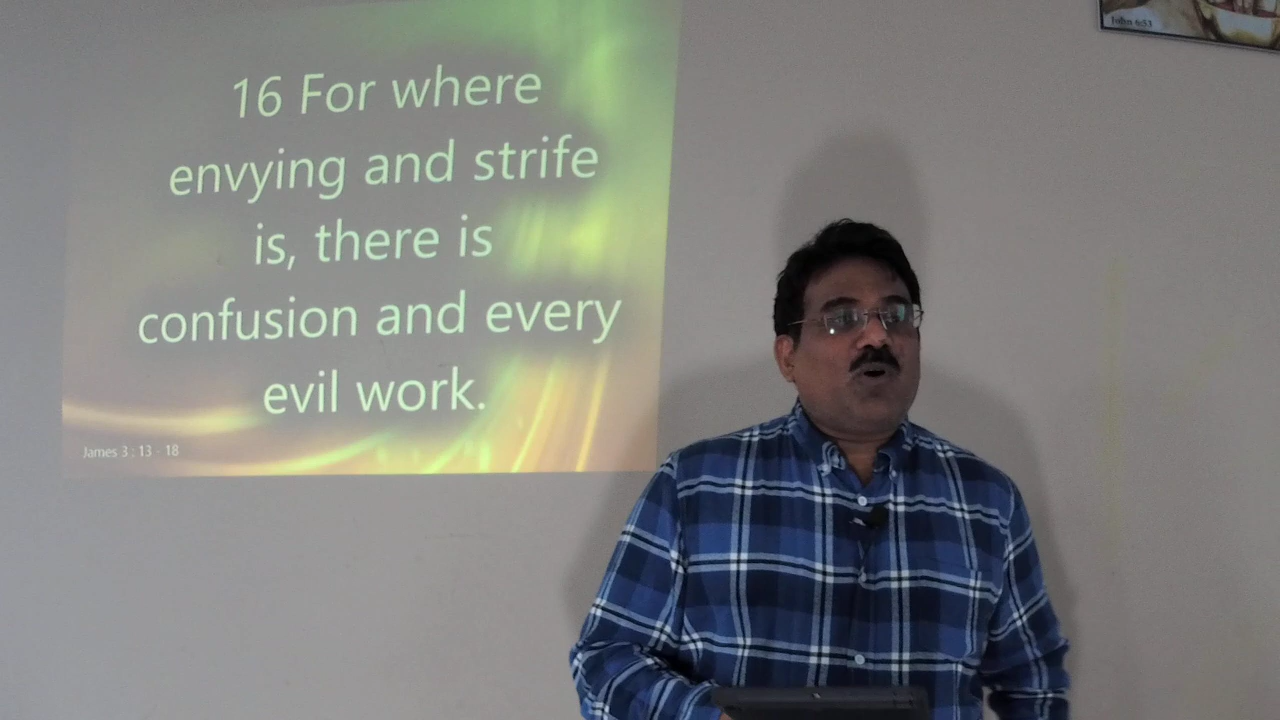 16 For where
envying and strife
is, there is
confusion and every
evil work.
James 3 : 13 - 18
John 6:53